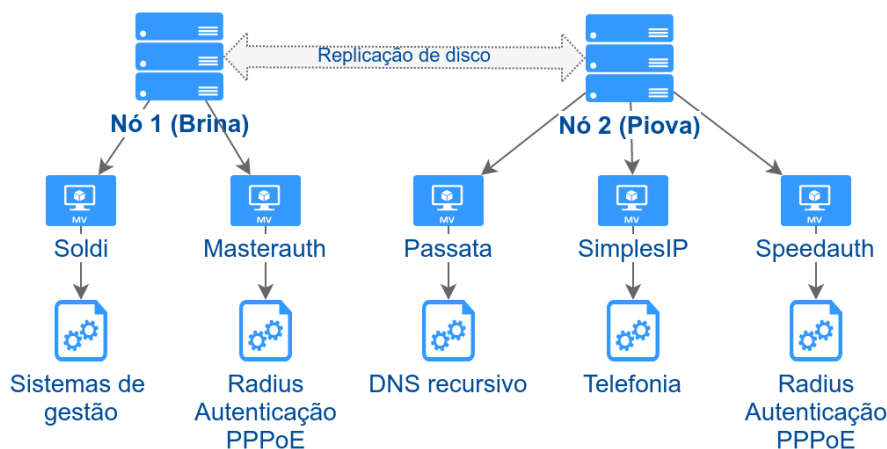 Replicação de disco
Nó 1 (Brina)
Nó 2 (Piova)
MV
MV
MV
MV
MV
Soldi
Masterauth
Passata
SimplesIP
Speedauth
Sistemas de
gestão
Radius
Autenticação
PPPoE
DNS recursivo
Telefonia
Radius
Autenticação
PPPoE